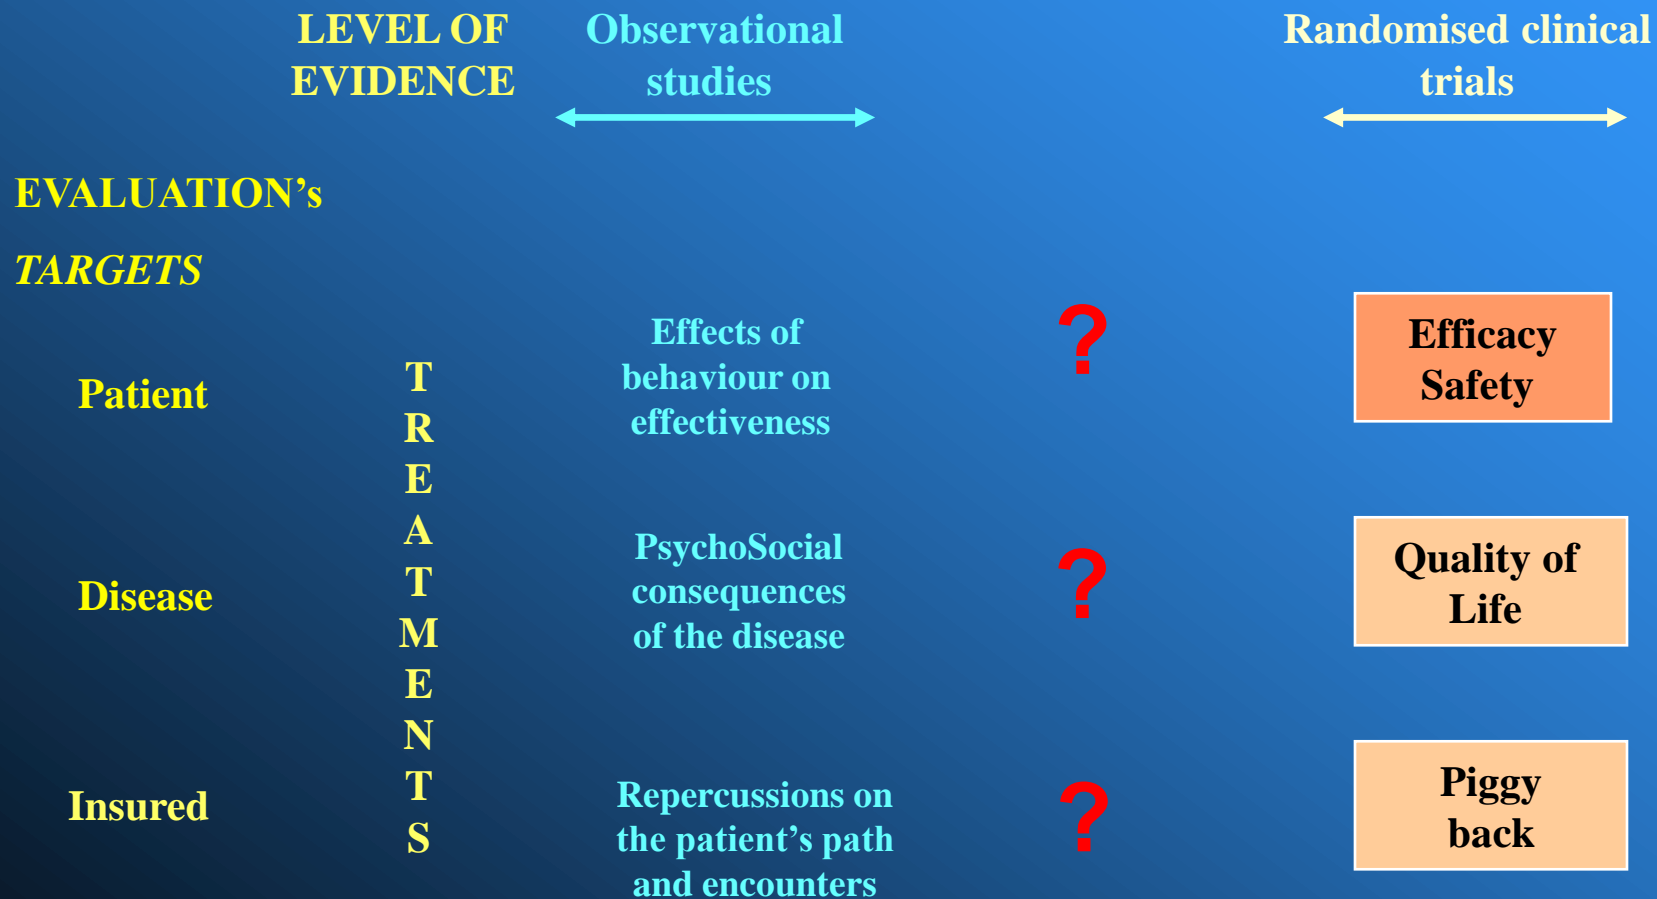 LEVEL OF
EVIDENCE
Observational
studies
Randomised clinical
trials
EVALUATION’s
TARGETS
Patient
T
R
E
A
T
M
E
N
T
S
Effects of
behaviour on
effectiveness
?
Efficacy
Safety
Disease
PsychoSocial
consequences
of the disease
?
Quality of
Life
Insured
Repercussions on
the patient’s path
and encounters
?
Piggy
back